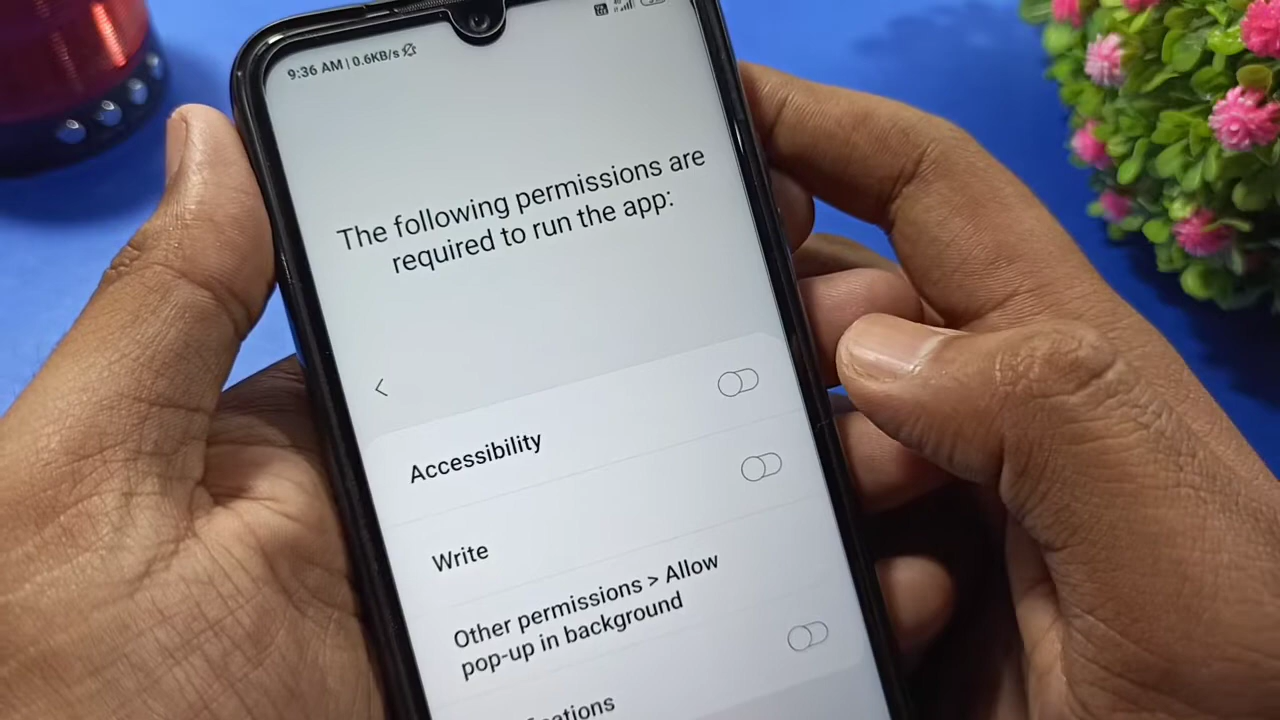 9:36 AM | 0.6KB/s
The following permissions are
required to run the app:
Accessibility
Write
Other permissions > Allow
pop-up in background